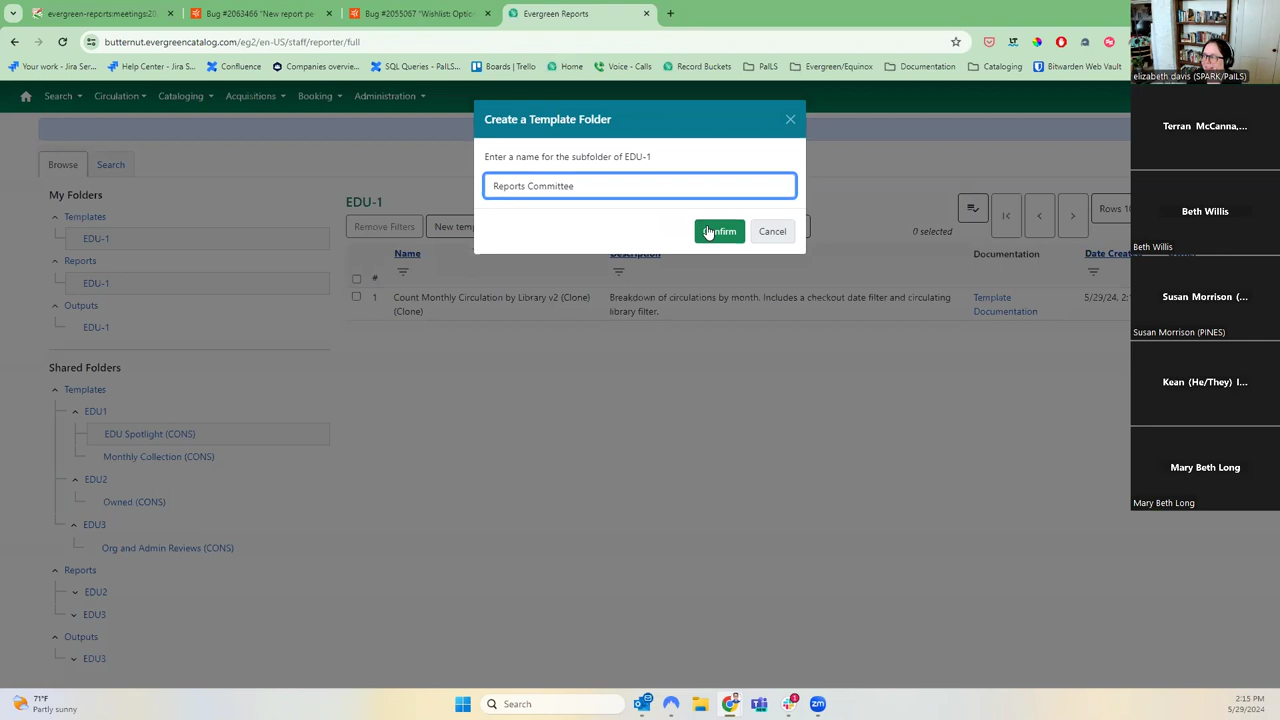 evergreen:meetings:20
*Bug #2063466 "New report pe
Bug #2055067 "Wishlist: Optio
Evergreen Reports
butternut.evergreencatalog.com/eg2/en-US/staff/reporter/full
Your work - Jira Ser...
Help Center - Jira S...
Confluence
SQL Queries - PaILS...
Boards | Trello
Home
Voice - Calls
Record Buckets
PaILS
Evergreen/Equinox
Documentation
Calendars
Bitwarden Web Vault
Search
Circulation
Cataloging
Acquisitions
Booking
Administration
Create a Template Folder
Enter a name for the subfolder of EDU-1
Reports Committee
Confirm
Cancel
Browse
Search
My Folders
Templates
EDU-1
Reports
EDU-1
Outputs
EDU-1
Shared Folders
Templates
EDU1
EDU Spotlight (CONS)
Monthly Collection (CONS)
EDU2
Owned (CONS)
EDU3
Org and Admin Reviews (CONS)
Reports
EDU2
EDU3
Outputs
EDU3
EDU-1
Remove Filters
New temp
0 selected
Rows 10
#
Name
Description
Documentation
Date Created
1
Count Monthly Circulation by Library v2 (Clone)
(Clone)
Breakdown of circulations by month. Includes a checkout date filter and circulating
library filter.
Template
Documentation
5/29/24, 2:1
elizabeth davis (SPARK/PaILS)
Terran McCanna,...
Beth Willis
Beth Willis
Susan Morrison (...
Susan Morrison (PINES)
Kean (He/They) I...
Mary Beth Long
Mary Beth Long
71°F
Partly sunny
Search
1
2:15 PM
5/29/2024